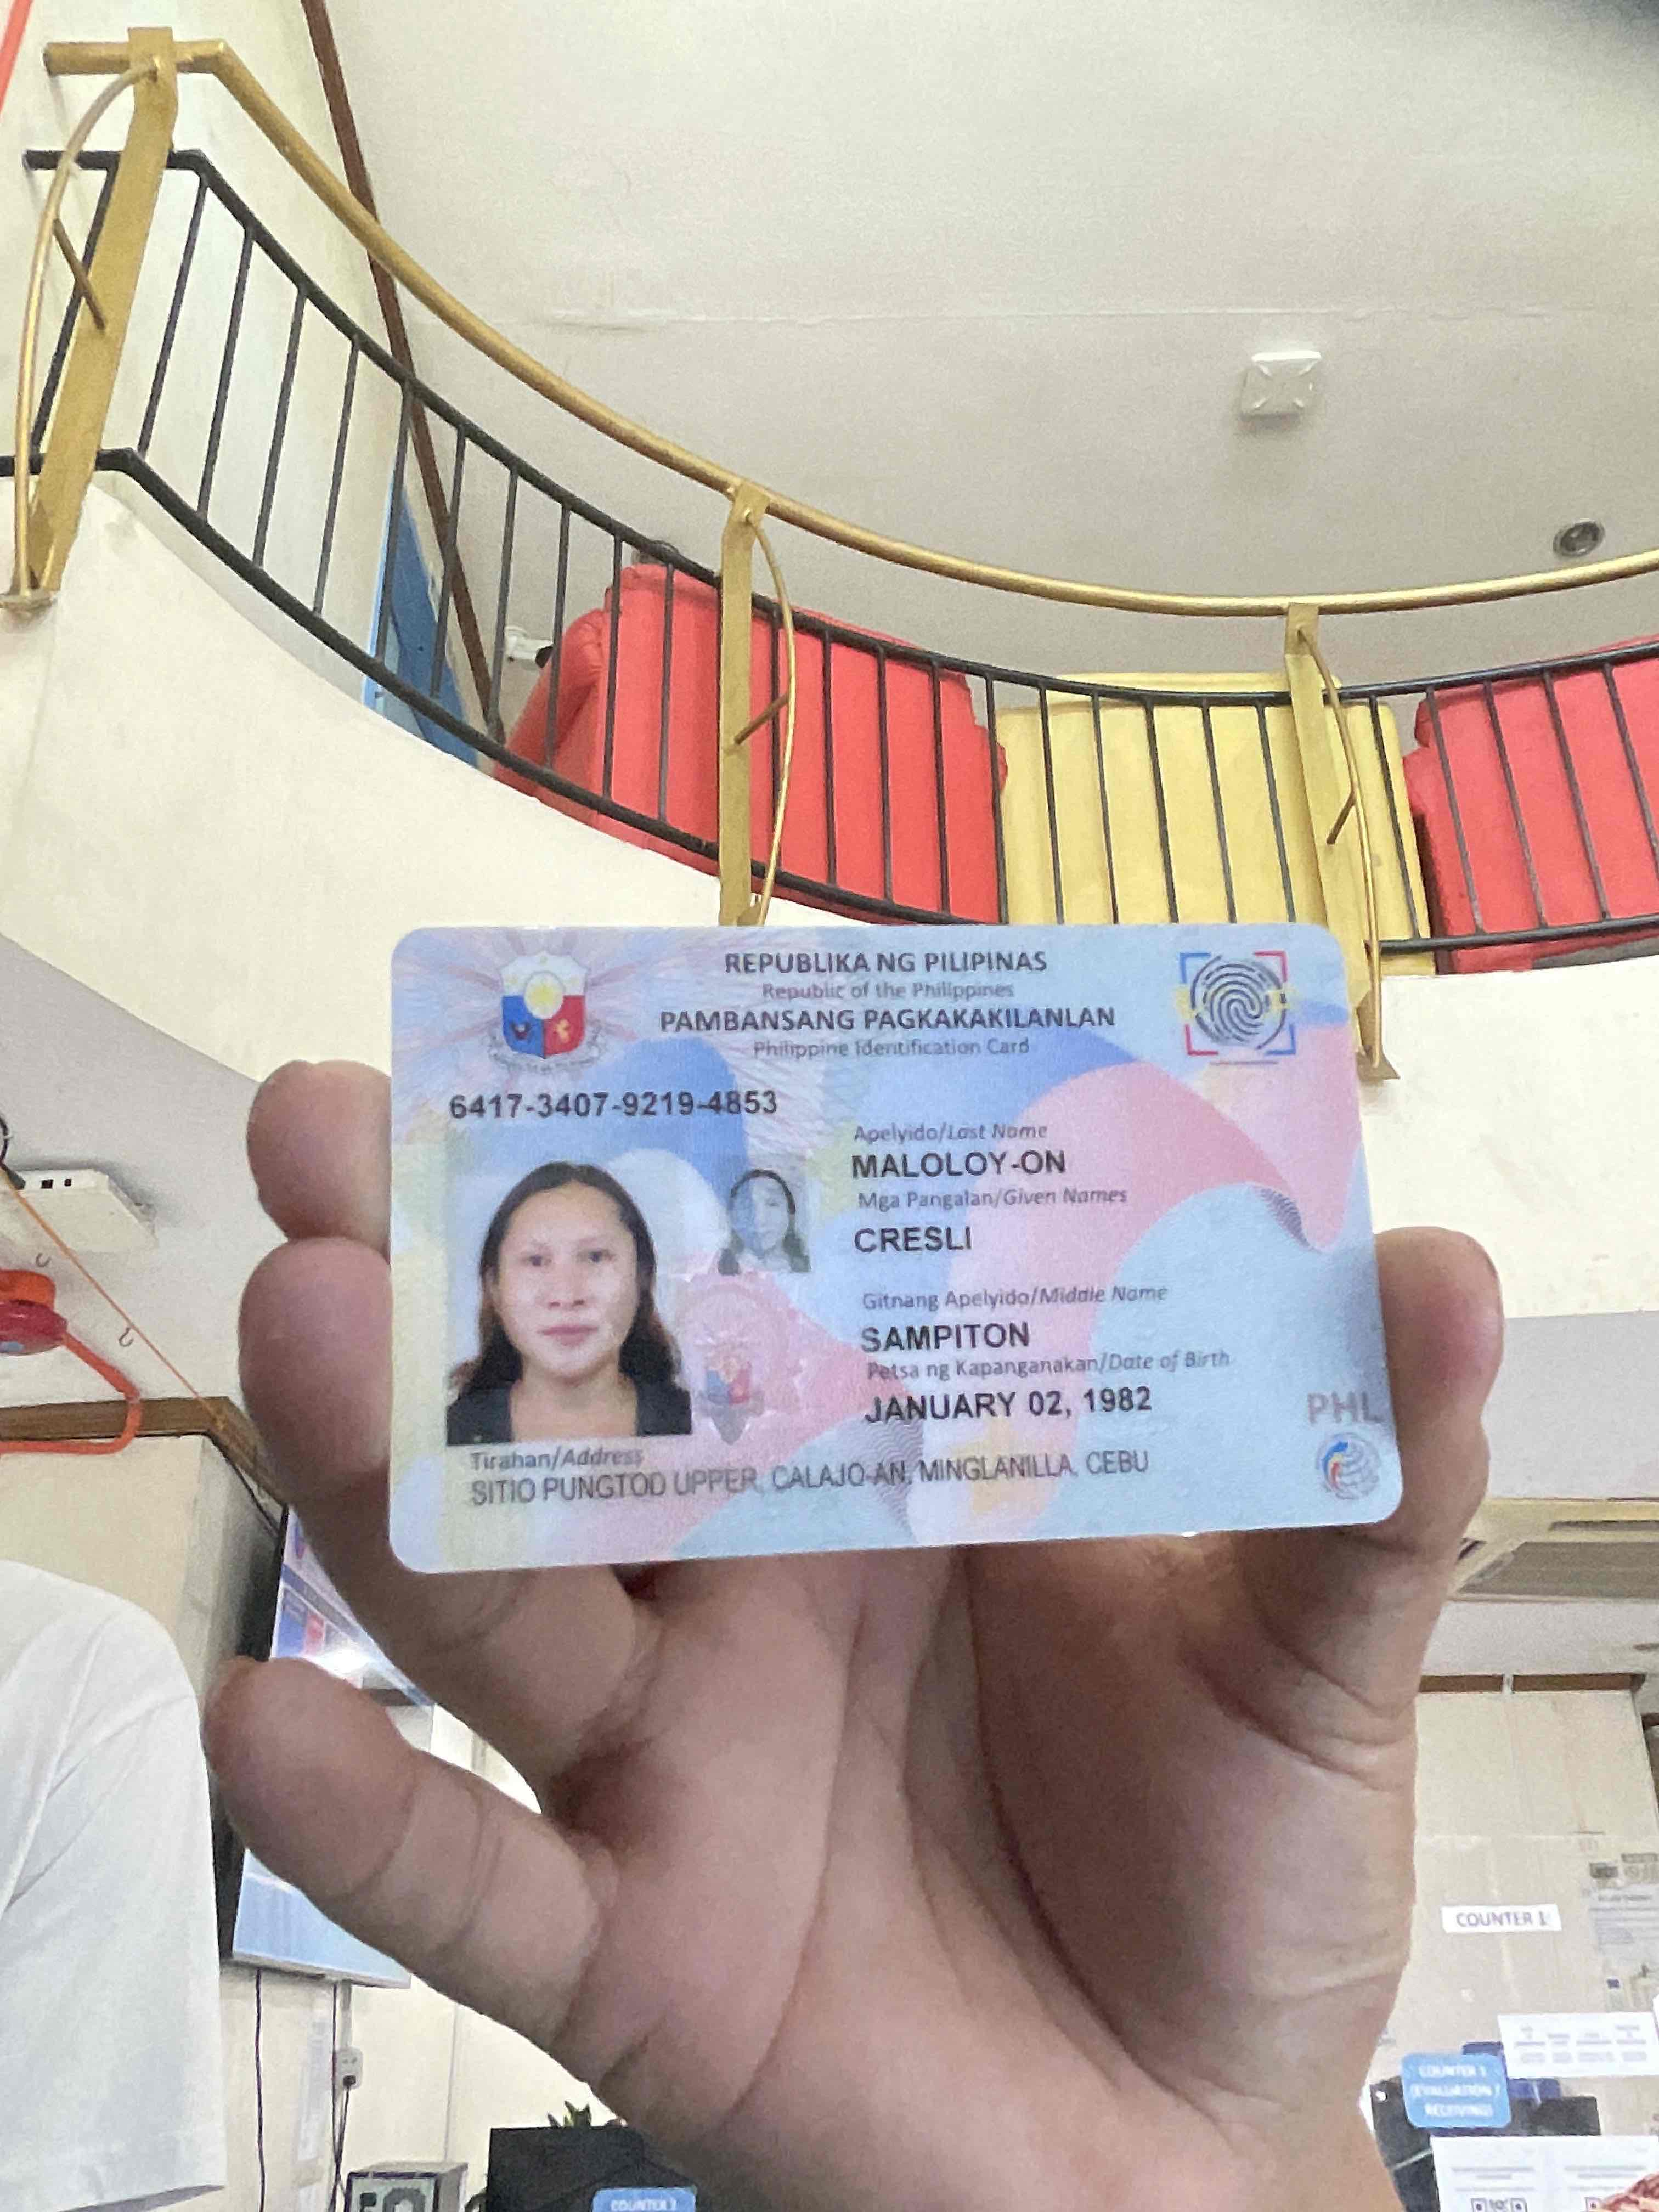 REPUBLIKA NG PILIPINAS
Republic of the Philippines
PAMBANSANG PAGKAKAKILANLAN
Philippine Identification Card
6417-3407-9219-4853
Apelyido/Last Name
MALOLOY-ON
Mga Pangalan/Given Names
CRESLI
Gitnang Apelyido/Middle Name
SAMPITON
Petsa ng Kapanganakan/Date of Birth
JANUARY 02, 1982
PHL
Tirahan/Address
SITIO PUNGTOD UPPER, CALAJO-AN, MINGLANILLA, CEBU
COUNTER 1
COUNTER 1
(EVALUATION /
RECEIVING)
COUNTER 2